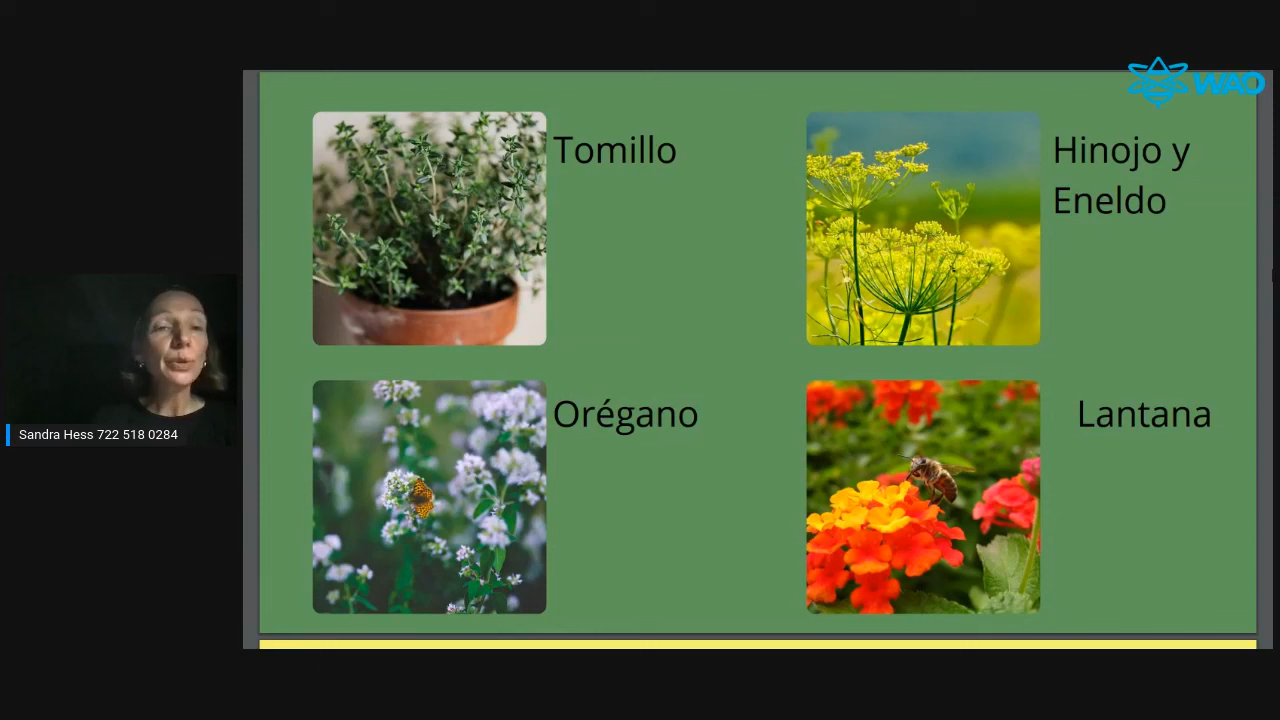 WAO
Tomillo
Hinojo y
Eneldo
Orégano
Lantana
Sandra Hess 722 518 0284